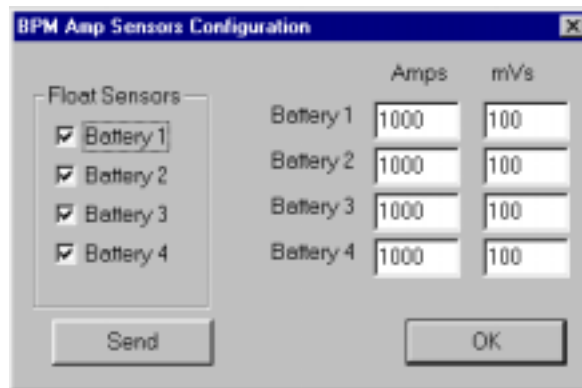 BPM Amp Sensors Configuration
Amps mVs
Float Sensors
Battery 1
Battery 2
Battery 3
Battery 4
Battery 1 1000 100
Battery 2 1000 100
Battery 3 1000 100
Battery 4 1000 100
Send
OK